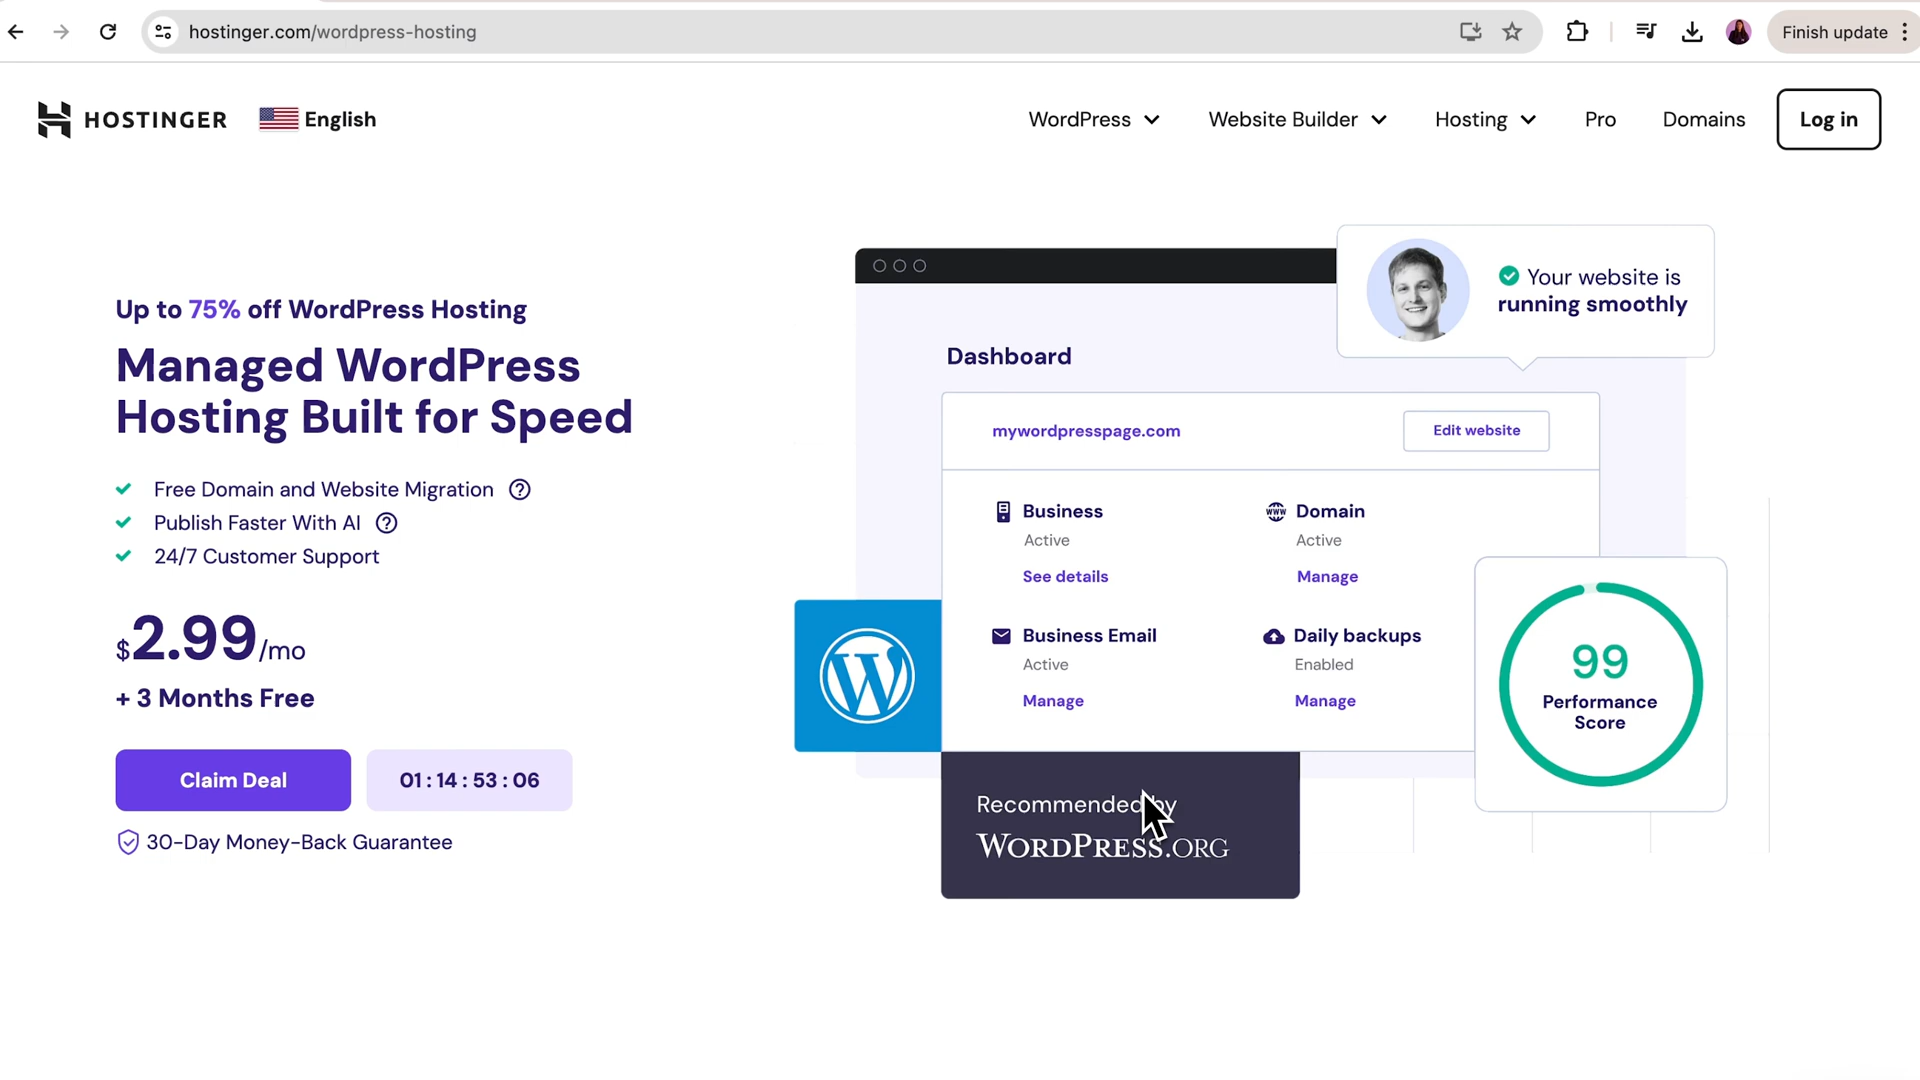 hostinger.com/wordpress-hosting
Finish update
HOSTINGER
English
WordPress
Website Builder
Hosting
Pro
Domains
Log in
Up to 75% off WordPress Hosting
Managed WordPress
Hosting Built for Speed
Free Domain and Website Migration
Publish Faster With AI
24/7 Customer Support
$2.99/mo
+ 3 Months Free
Claim Deal
01 : 14 : 53 : 06
30-Day Money-Back Guarantee
Your website is
running smoothly
Dashboard
mywordpresspage.com
Edit website
Business
Active
See details
Domain
Active
Manage
Business Email
Active
Manage
Daily backups
Enabled
Manage
99
Performance
Score
Recommended by
WORDPRESS.ORG